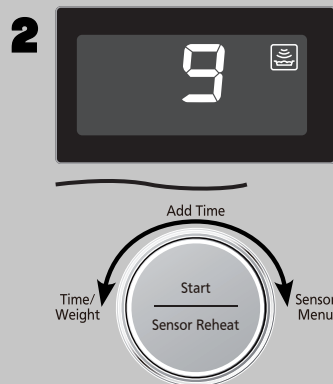 2
9
Add Time
Time/
Weight
Start
Sensor Reheat
Sensor
Menu